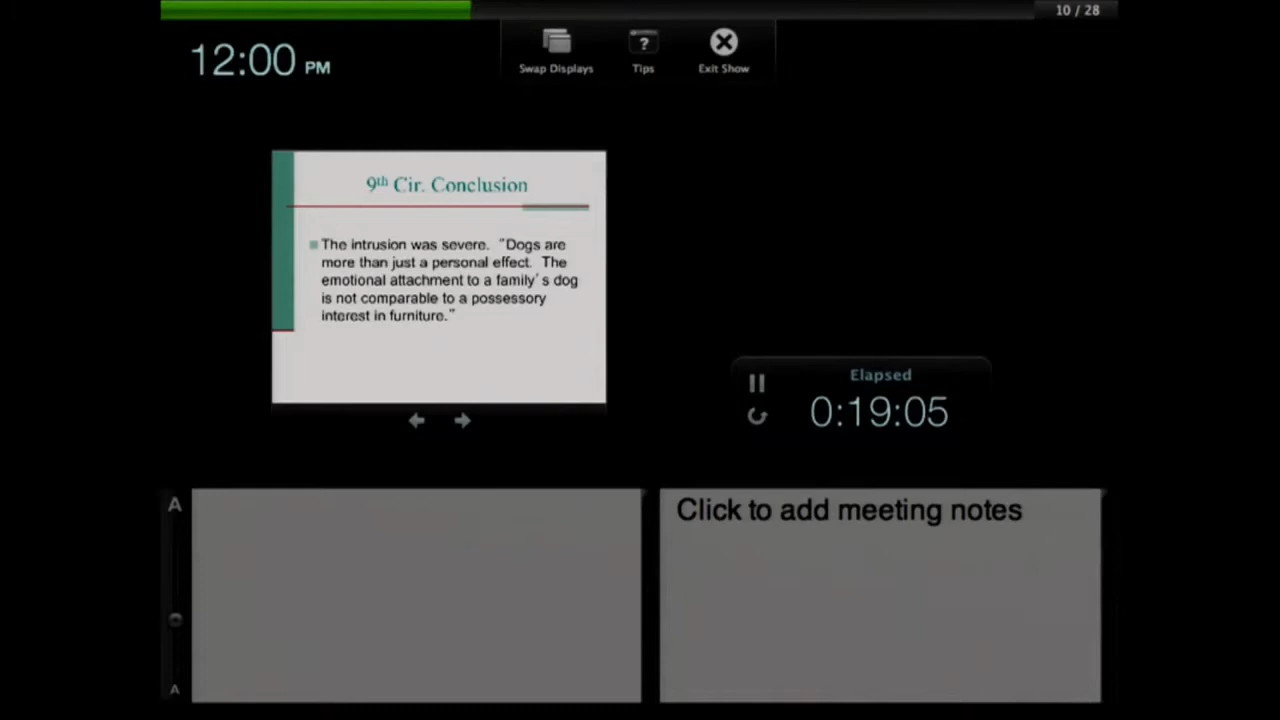 10 / 28
12:00 PM
Swap Displays
Tips
Exit Show
9th Cir. Conclusion
The intrusion was severe. "Dogs are
more than just a personal effect. The
emotional attachment to a family's dog
is not comparable to a possessory
interest in furniture."
Elapsed
0:19:05
A
A
Click to add meeting notes